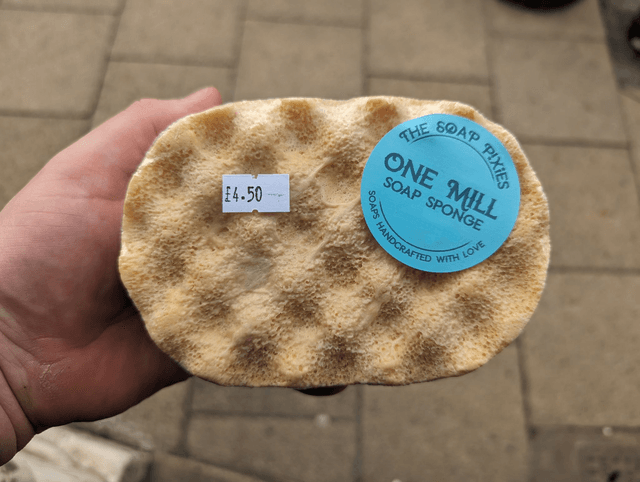 £4.50
THE SOAP PIXIES
ONE MILL
SOAP SPONGE
SOAPS HANDCRAFTED WITH LOVE